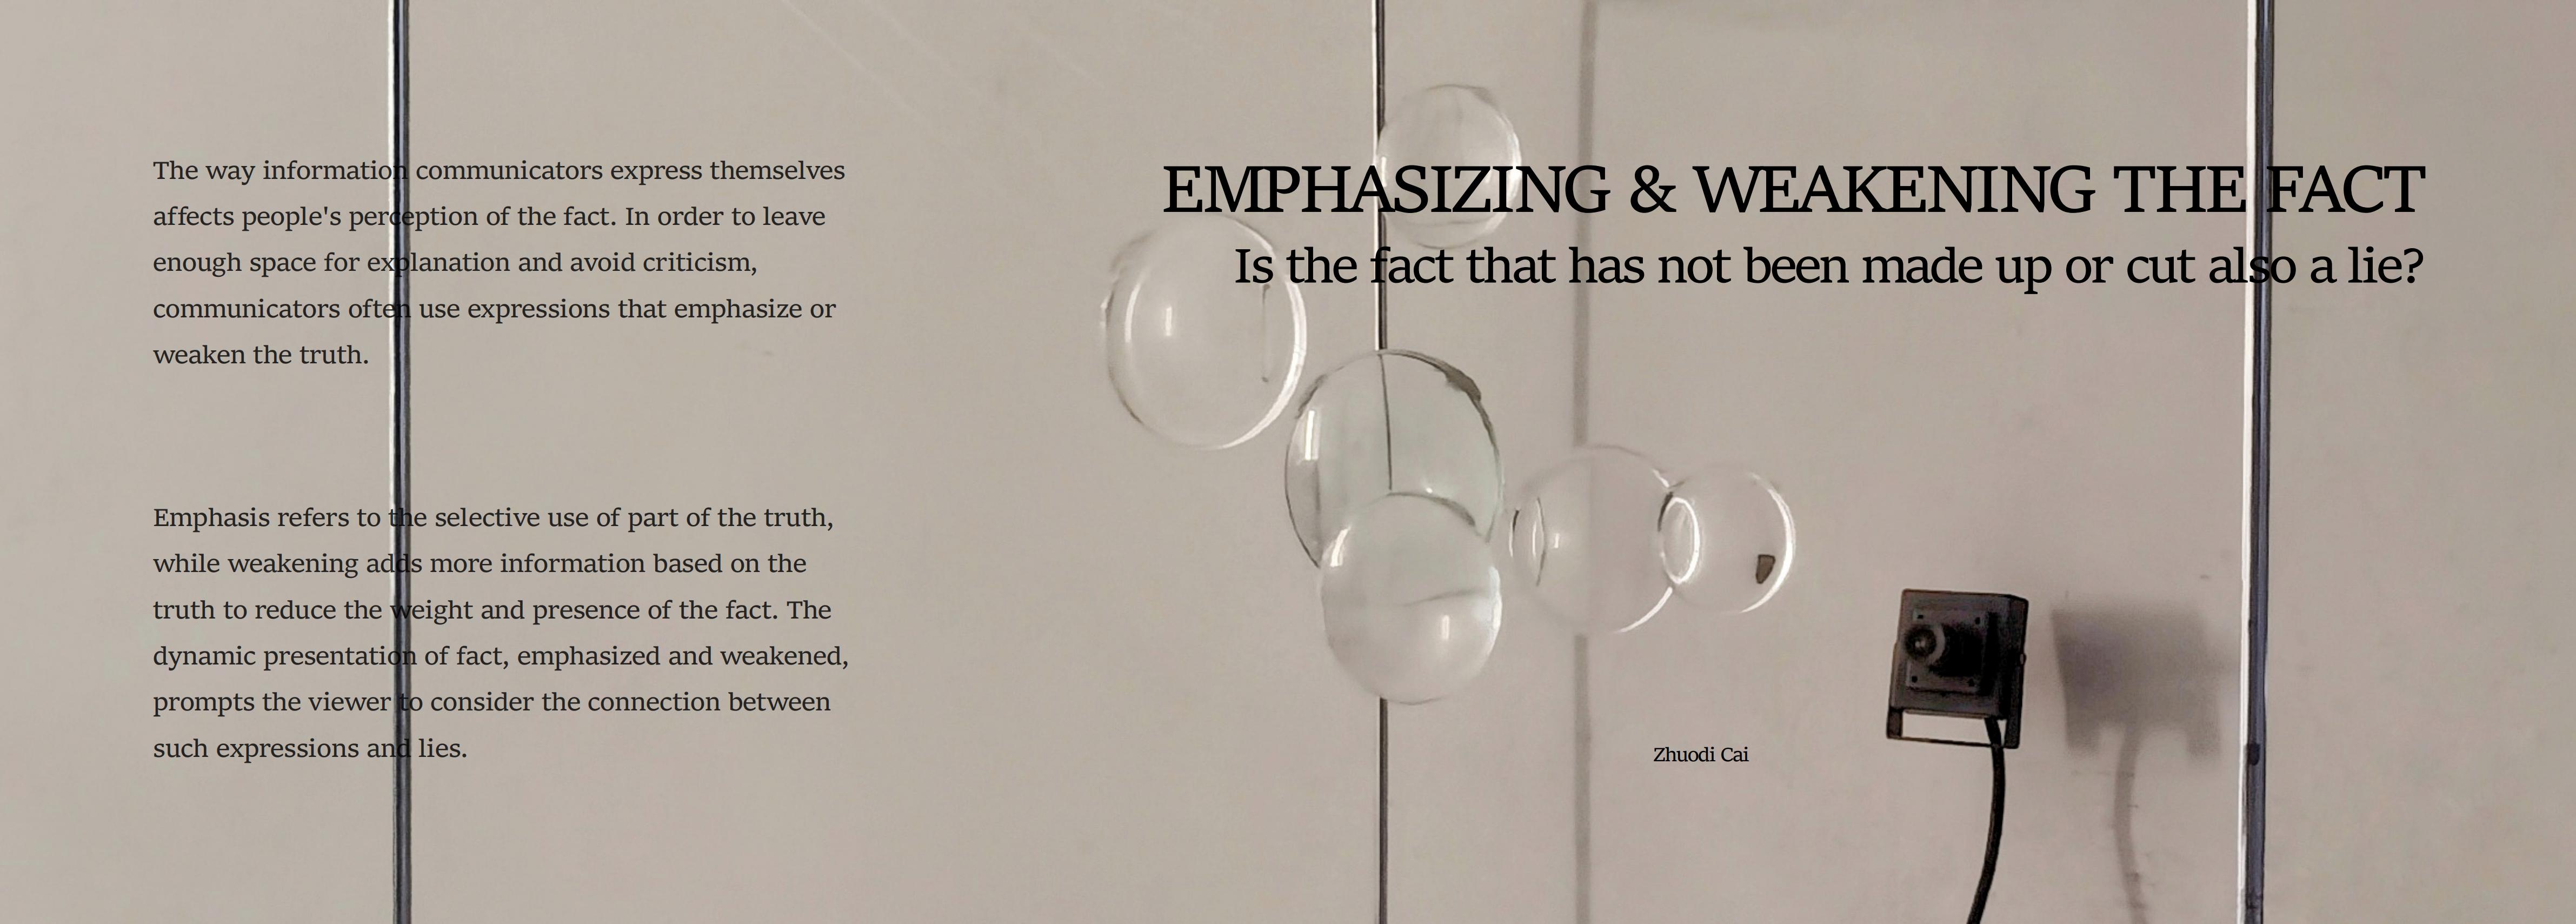 The way information communicators express themselves
affects people's perception of the fact. In order to leave
enough space for explanation and avoid criticism,
communicators often use expressions that emphasize or
weaken the truth.
Emphasis refers to the selective use of part of the truth,
while weakening adds more information based on the
truth to reduce the weight and presence of the fact. The
dynamic presentation of fact, emphasized and weakened,
prompts the viewer to consider the connection between
such expressions and lies.
EMPHASIZING & WEAKENING THE FACT
Is the fact that has not been made up or cut also a lie?
Zhuodi Cai